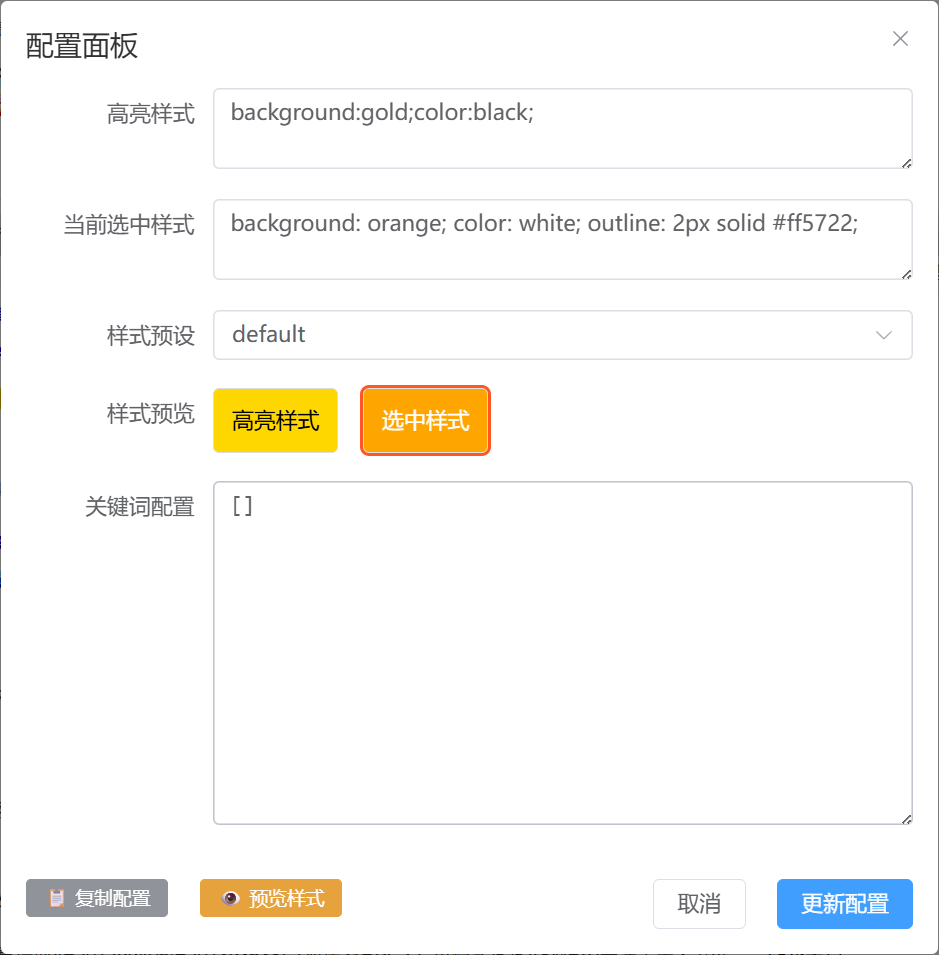 配置面板
高亮样式
background:gold;color:black;
当前选中样式
background: orange; color: white; outline: 2px solid #ff5722;
样式预设
default
样式预览
高亮样式
选中样式
关键词配置
[]
复制配置
预览样式
取消
更新配置